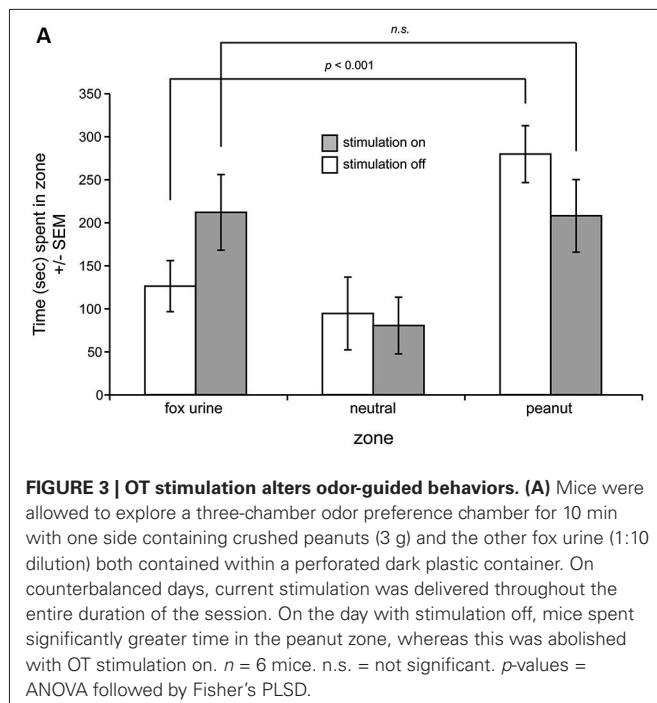 A
n.s.
p < 0.001
350
300
250
200
150
100
50
0
stimulation on
stimulation off
Time (sec) spent in zone
+/- SEM
fox urine neutral peanut
zone
FIGURE 3 | OT stimulation alters odor-guided behaviors. (A) Mice were
allowed to explore a three-chamber odor preference chamber for 10 min
with one side containing crushed peanuts (3 g) and the other fox urine (1:10
dilution) both contained within a perforated dark plastic container. On
counterbalanced days, current stimulation was delivered throughout the
entire duration of the session. On the day with stimulation off, mice spent
significantly greater time in the peanut zone, whereas this was abolished
with OT stimulation on. n = 6 mice. n.s. = not significant. p-values =
ANOVA followed by Fisher's PLSD.